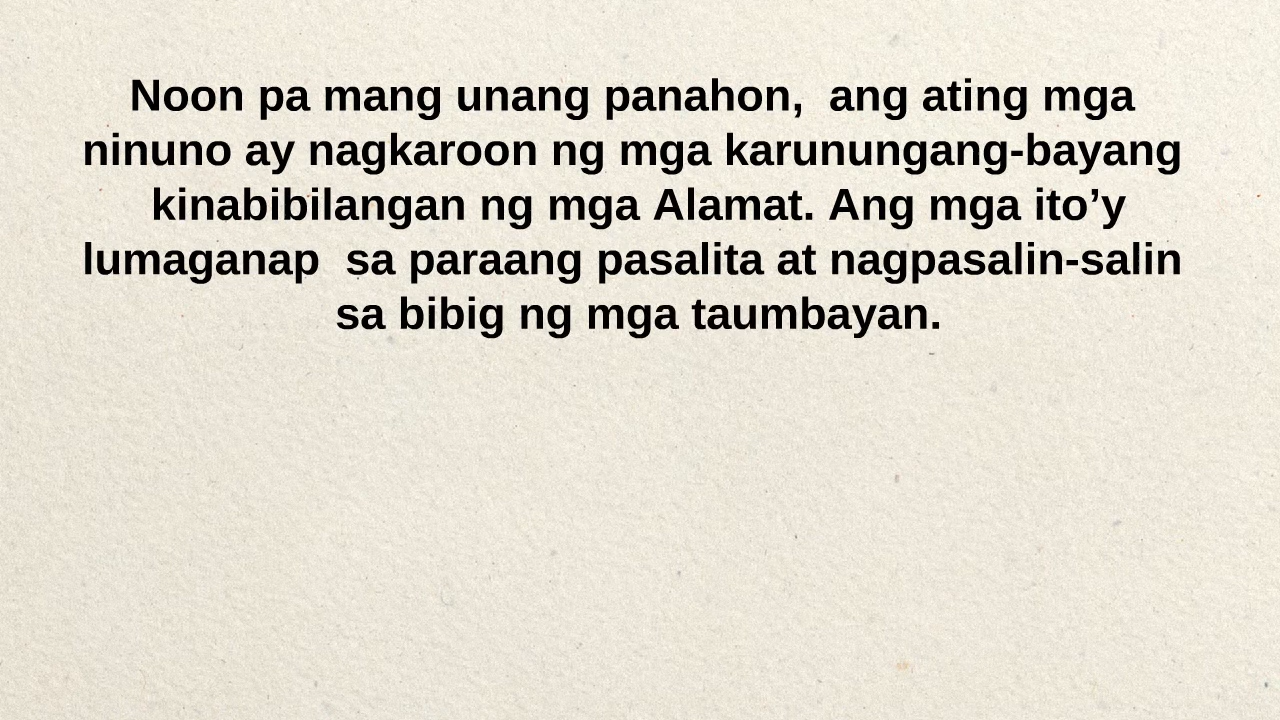 Noon pa mang unang panahon,  ang ating mga
ninuno ay nagkaroon ng mga karunungang-bayang
kinabibilangan ng mga Alamat. Ang mga ito’y
lumaganap  sa paraang pasalita at nagpasalin-salin
sa bibig ng mga taumbayan.